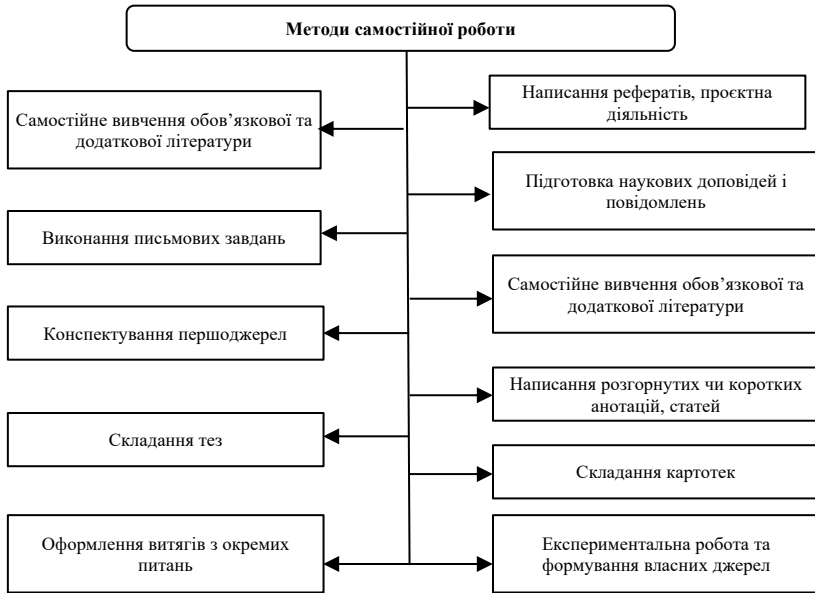 Методи самостійної роботи
Самостійне вивчення обов’язкової та
додаткової літератури
Виконання письмових завдань
Конспектування першоджерел
Складання тез
Оформлення витягів з окремих
питань
Написання рефератів, проєктна
діяльність
Підготовка наукових доповідей і
повідомлень
Самостійне вивчення обов’язкової та
додаткової літератури
Написання розгорнутих чи коротких
анотацій, статей
Складання картотек
Експериментальна робота та
формування власних джерел